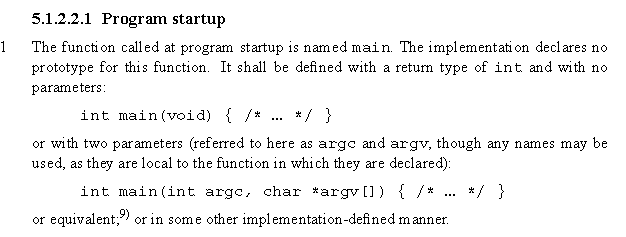 5.1.2.2.1 Program startup
1 The function called at program startup is named main. The implementation declares no
prototype for this function. It shall be defined with a return type of int and with no
parameters:
int main(void) { /* ... */ }
or with two parameters (referred to here as argc and argv, though any names may be
used, as they are local to the function in which they are declared):
int main(int argc, char *argv[]) { /* ... */ }
or equivalent;9) or in some other implementation-defined manner.